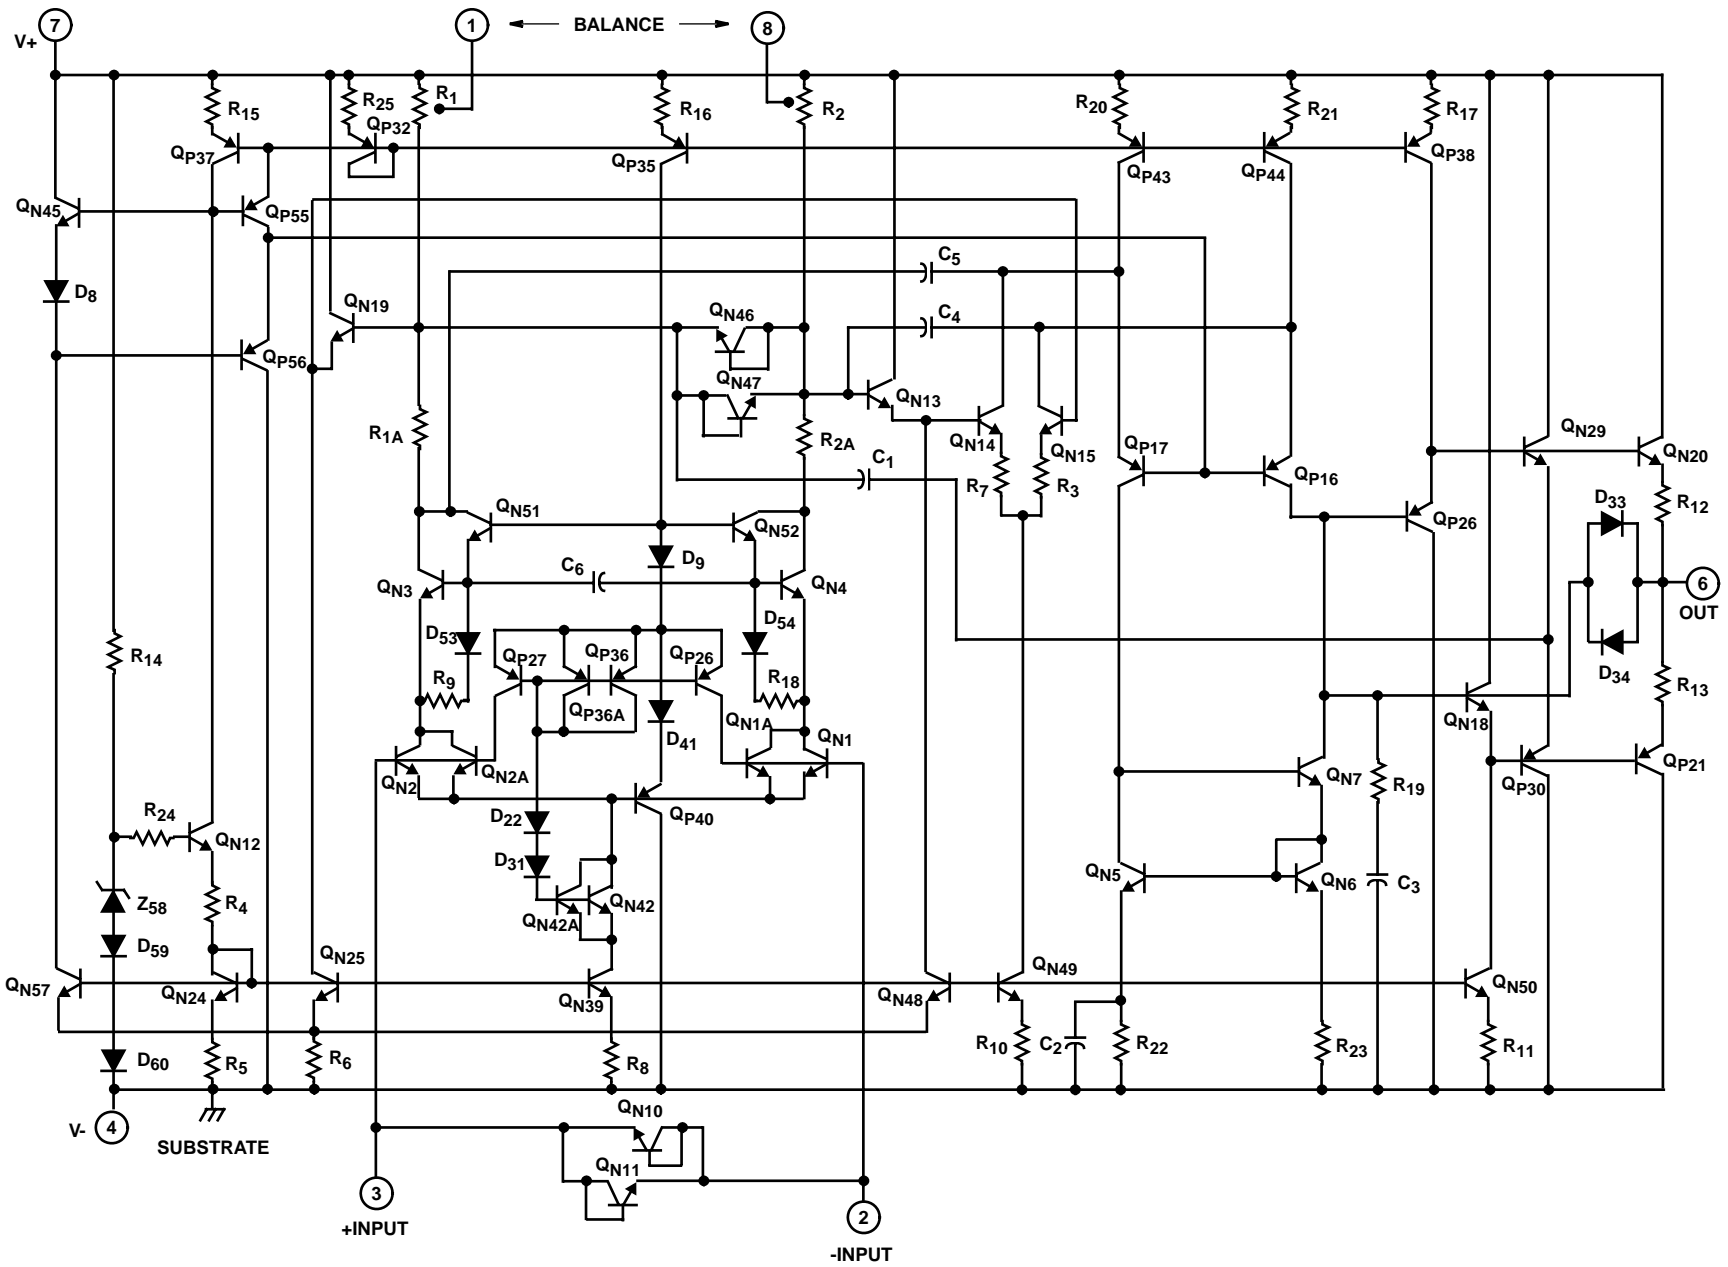 7
1
BALANCE
8
V+
R15
R25
R1
R16
R2
R20
R21
R17
QP32
QP37
QP35
QP43
QP44
QP38
QN45
QP55
C5
D8
QN19
QN46
C4
QP56
QN47
QN13
R1A
R2A
QN14
QN15
QP17
QN29
QN20
C1
R7
R3
QP16
D33
R12
QN51
QN52
QP26
D9
C6
QN3
QN4
6
OUT
D53
D54
R14
QP27
QP36
QP26
D34
R9
R18
R13
QP36A
QN1A
QN18
D41
QN1
QN2
QN2A
QN7
R19
QP30
QP21
R24
D22
QP40
QN12
D31
QN5
QN6
C3
Z58
R4
QN42
QN42A
D59
QN25
QN57
QN24
QN39
QN48
QN49
QN50
D60
R5
R6
R8
R10
C2
R22
R23
R11
V-
4
SUBSTRATE
QN10
QN11
3
+INPUT
2
-INPUT